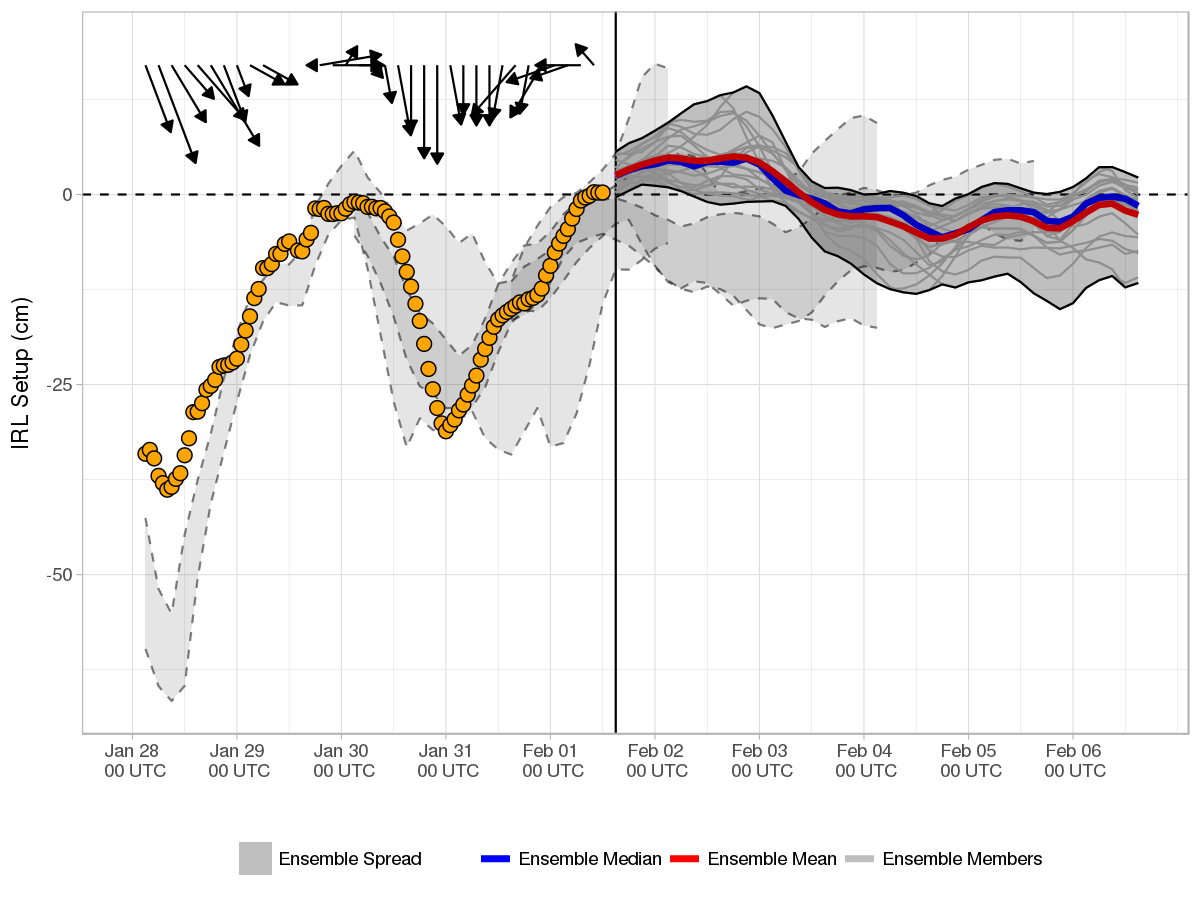 IRL Setup (cm)
0
-25
-50
Jan 28 Jan 29 Jan 30 Jan 31 Feb 01 Feb 02 Feb 03 Feb 04 Feb 05 Feb 06
00 UTC 00 UTC 00 UTC 00 UTC 00 UTC 00 UTC 00 UTC 00 UTC 00 UTC 00 UTC
Ensemble Spread Ensemble Median Ensemble Mean Ensemble Members